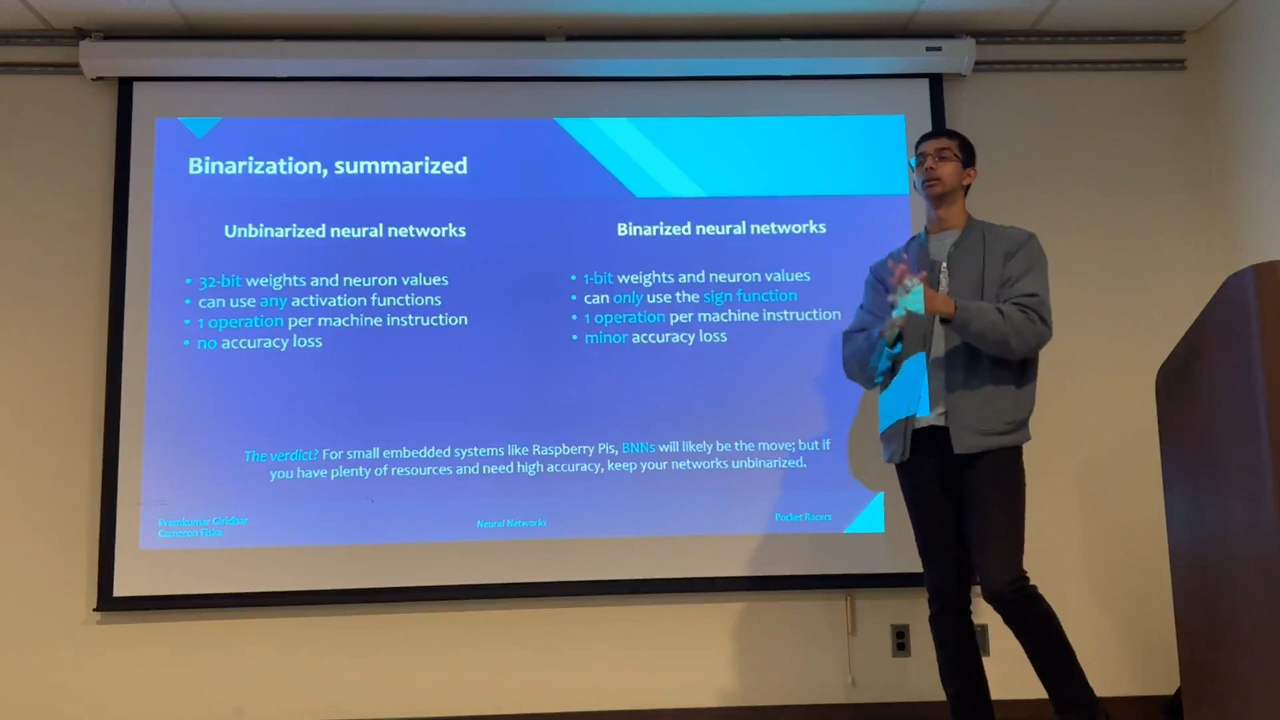 Binarization, summarized
Unbinarized neural networks
• 32-bit weights and neuron values
• can use any activation functions
• 1 operation per machine instruction
• no accuracy loss
Binarized neural networks
• 1-bit weights and neuron values
• can only use the sign function
• 1 operation per machine instruction
• minor accuracy loss
The verdict? For small embedded systems like Raspberry Pis, BNNs will likely be the move; but if
you have plenty of resources and need high accuracy, keep your networks unbinarized.
Premkumar Giridhar
Cameron Fiske
Neural Networks
Pocket Racers